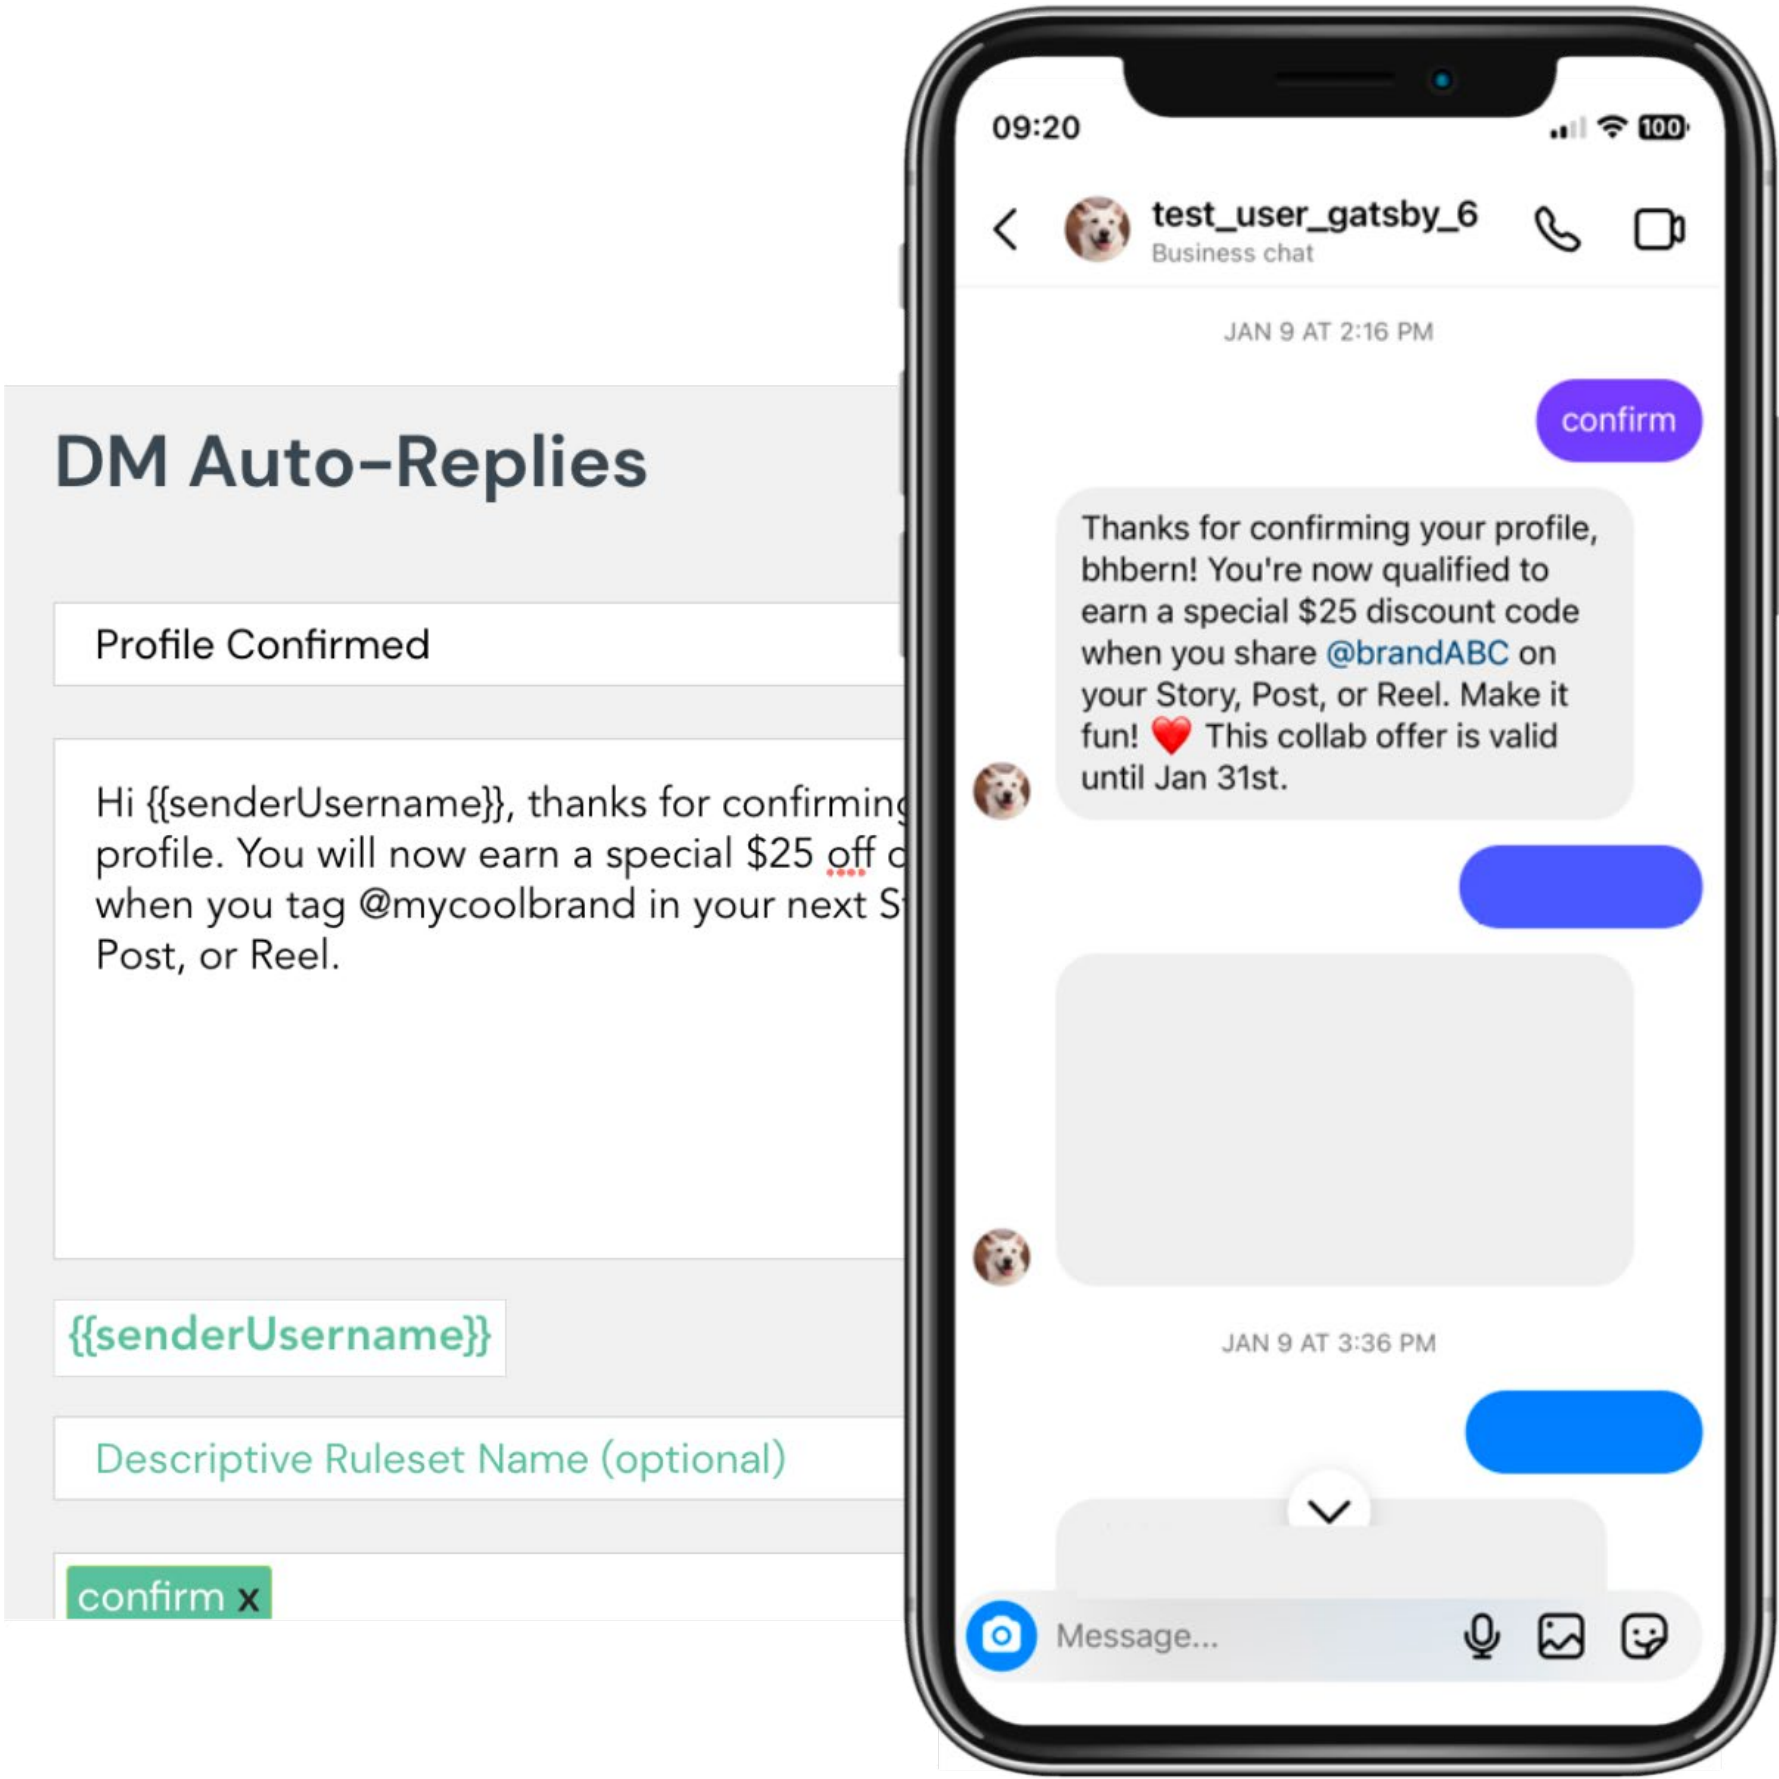 DM Auto-Replies
Profile Confirmed
Hi {{senderUsername}}, thanks for confirming
profile. You will now earn a special $25 off
when you tag @mycoolbrand in your next
Post, or Reel.
{{senderUsername}}
Descriptive Ruleset Name (optional)
confirm x
09:20
100
test_user_gatsby_6
Business chat
JAN 9 AT 2:16 PM
confirm
Thanks for confirming your profile,
bhbern! You're now qualified to
earn a special $25 discount code
when you share @brandABC on
your Story, Post, or Reel. Make it
fun! ❤️ This collab offer is valid
until Jan 31st.
JAN 9 AT 3:36 PM
Message...